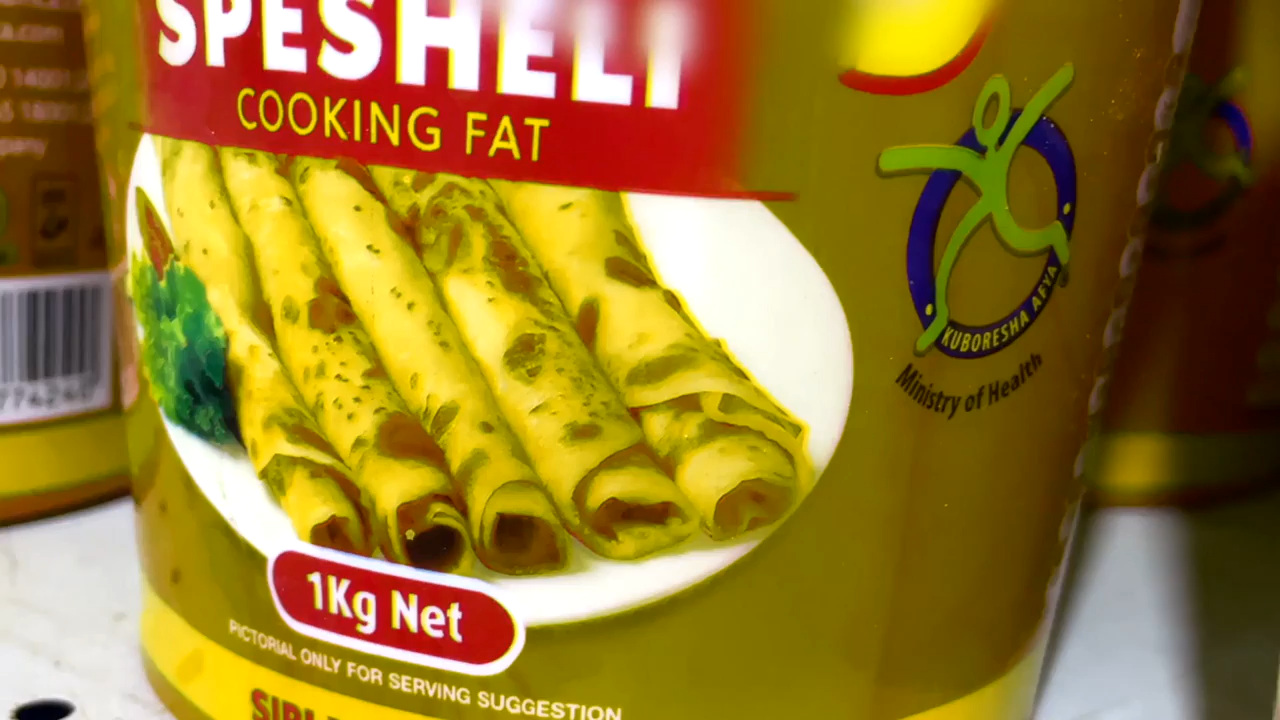 SPESHELI
COOKING FAT
KUBORESHA AFYA
Ministry of Health
1Kg Net
PICTORIAL ONLY FOR SERVING SUGGESTION